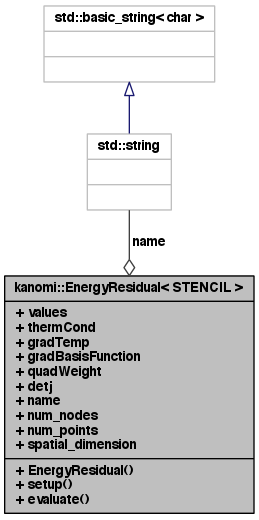 std::basic_string< char >
std::string
name
kanomi::EnergyResidual< STENCIL >
+ values
+ thermCond
+ gradTemp
+ gradBasisFunction
+ quadWeight
+ detj
+ name
+ num_nodes
+ num_points
+ spatial_dimension
+ EnergyResidual()
+ setup()
+ evaluate()